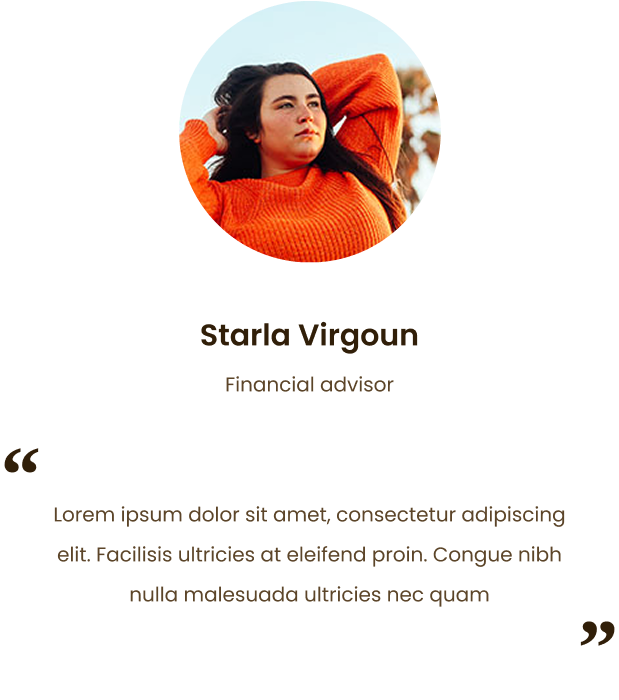 Starla Virgoun
Financial advisor
“
Lorem ipsum dolor sit amet, consectetur adipiscing
elit. Facilisis ultricies at eleifend proin. Congue nibh
nulla malesuada ultricies nec quam
”